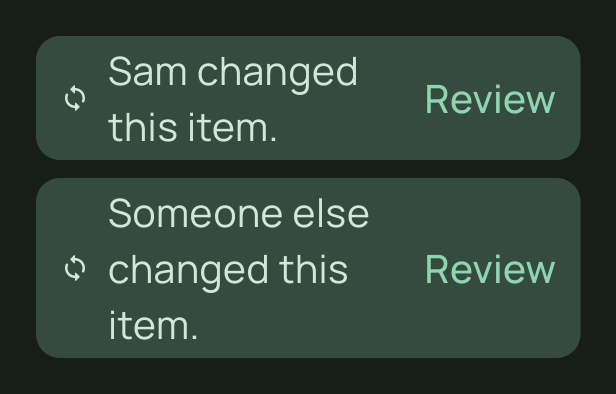 Sam changed
this item.
Review
Someone else
changed this
item.
Review